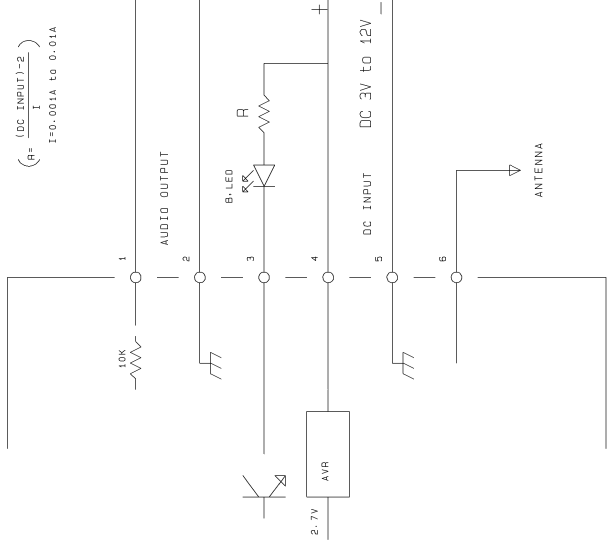 (DC INPUT)-2
(R= ――― )
I
I=0.001A to 0.01A
AUDIO OUTPUT
R
B.LED
+
DC 3V to 12V
−
DC INPUT
ANTENNA
1
2
3
4
5
6
10K
AVR
2.7V